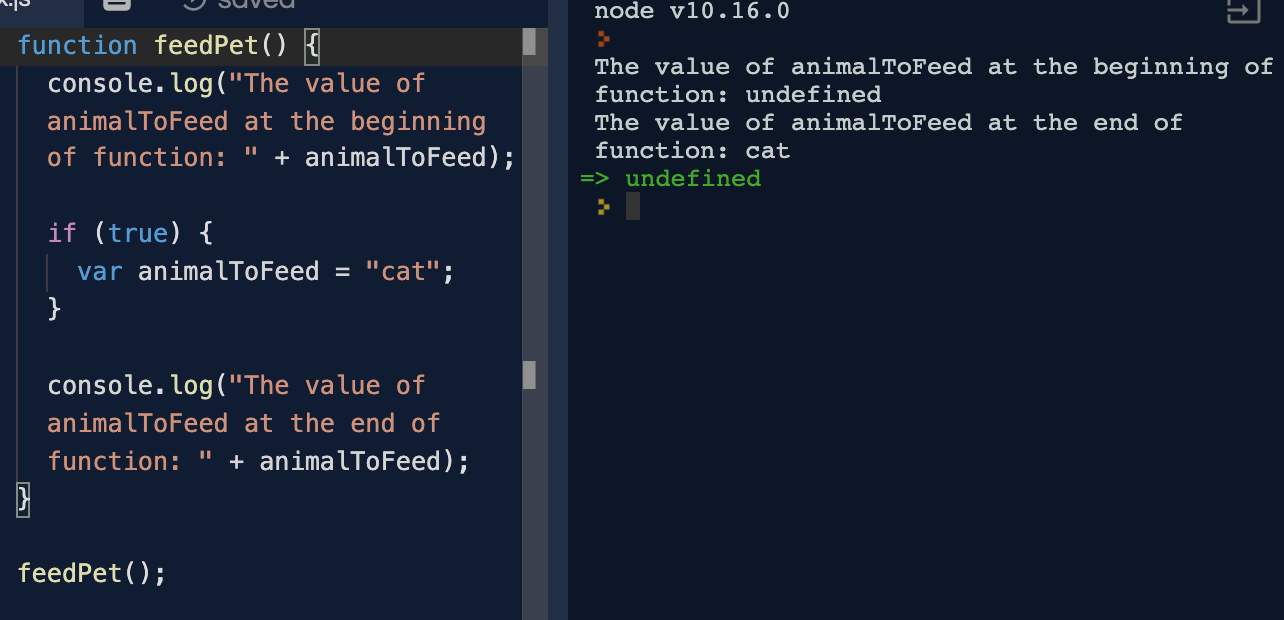 x.js saved
function feedPet() {
console.log("The value of
animalToFeed at the beginning
of function: " + animalToFeed);
if (true) {
var animalToFeed = "cat";
}
console.log("The value of
animalToFeed at the end of
function: " + animalToFeed);
}
feedPet();
node v10.16.0
The value of animalToFeed at the beginning of
function: undefined
The value of animalToFeed at the end of
function: cat
=> undefined